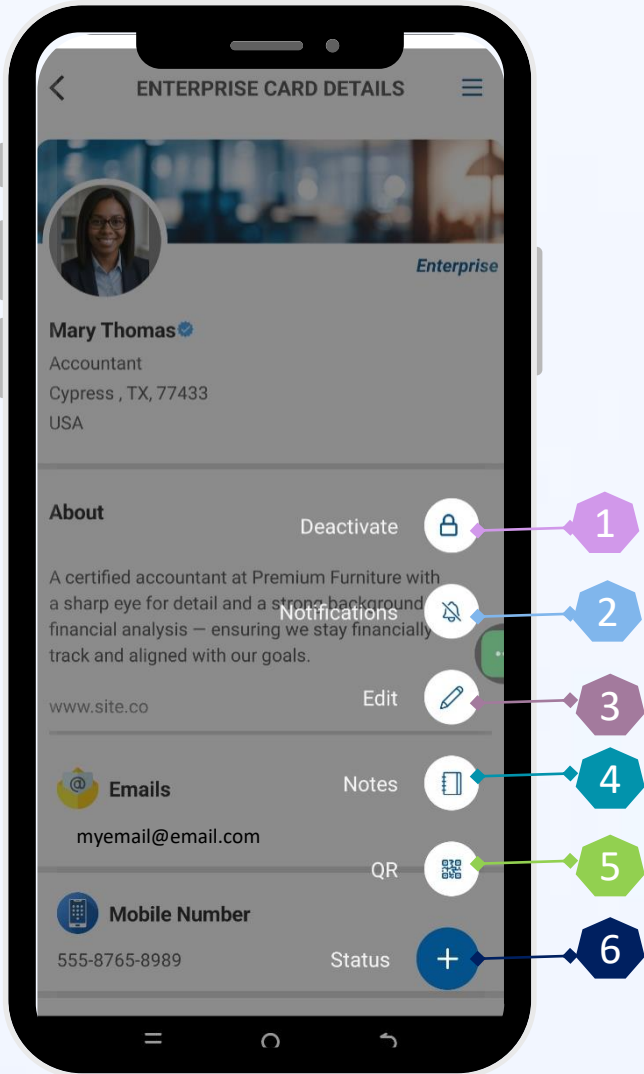 ENTERPRISE CARD DETAILS
Enterprise
Mary Thomas
Accountant
Cypress , TX, 77433
USA
About
Deactivate
1
A certified accountant at Premium Furniture with
a sharp eye for detail and a strong background
Notifications
2
financial analysis — ensuring we stay financially
track and aligned with our goals.
www.site.co
Edit
3
Emails
Notes
4
myemail@email.com
QR
5
Mobile Number
555-8765-8989
Status
6